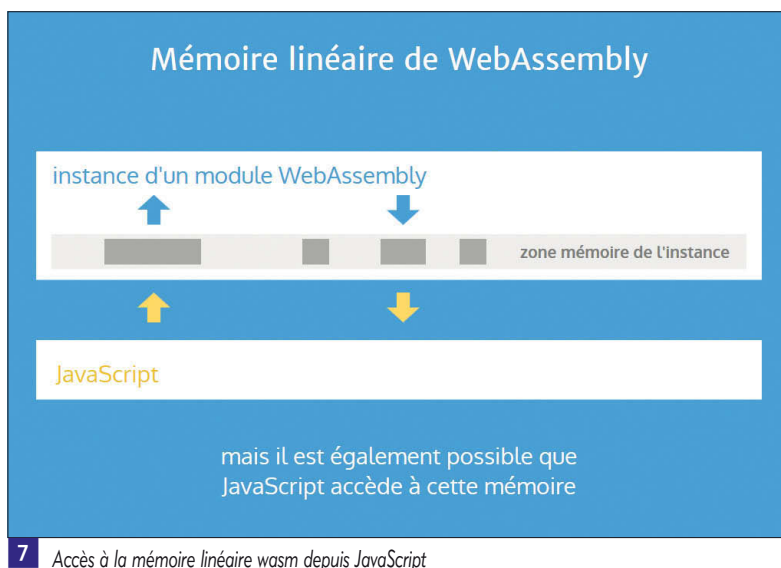 Mémoire linéaire de WebAssembly
instance d'un module WebAssembly
zone mémoire de l'instance
JavaScript
mais il est également possible que
JavaScript accède à cette mémoire
7 Accès à la mémoire linéaire wasm depuis JavaScript